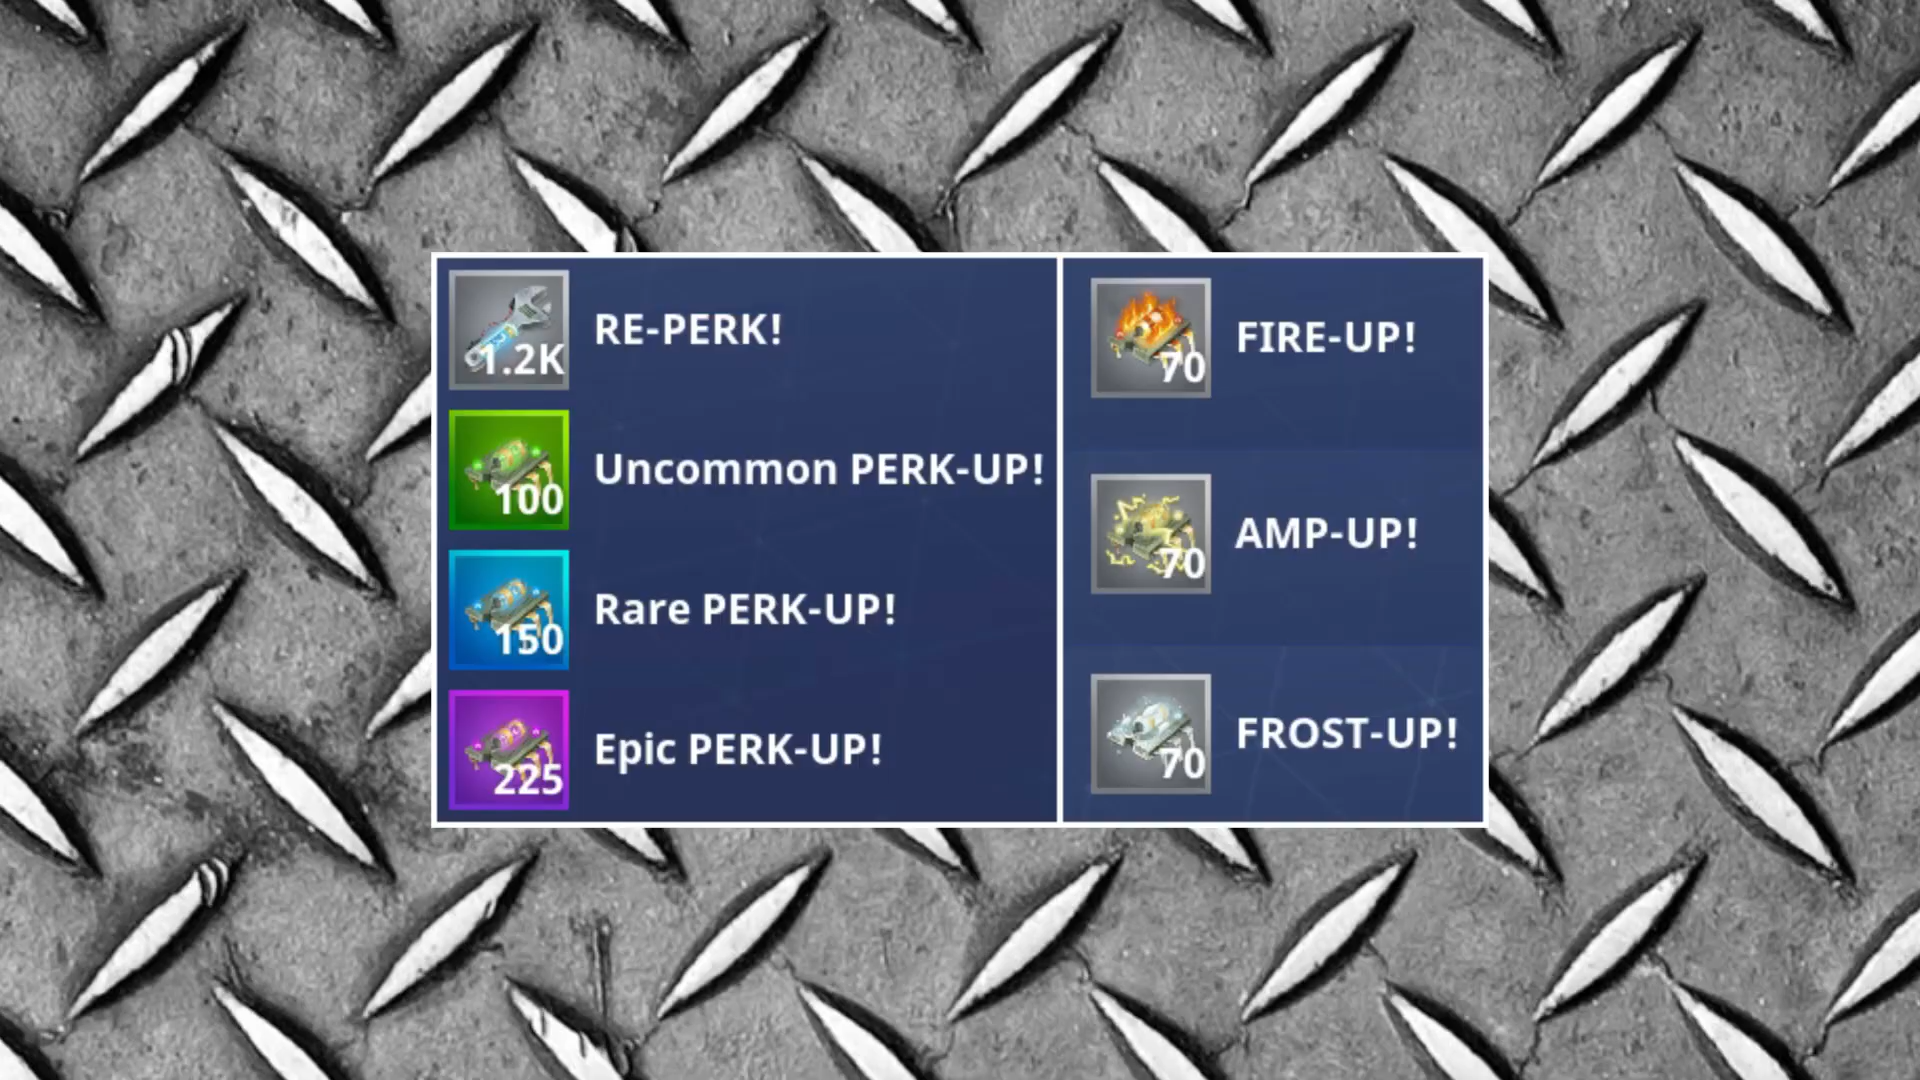 1.2K RE-PERK!
100 Uncommon PERK-UP!
150 Rare PERK-UP!
225 Epic PERK-UP!
70 FIRE-UP!
70 AMP-UP!
70 FROST-UP!